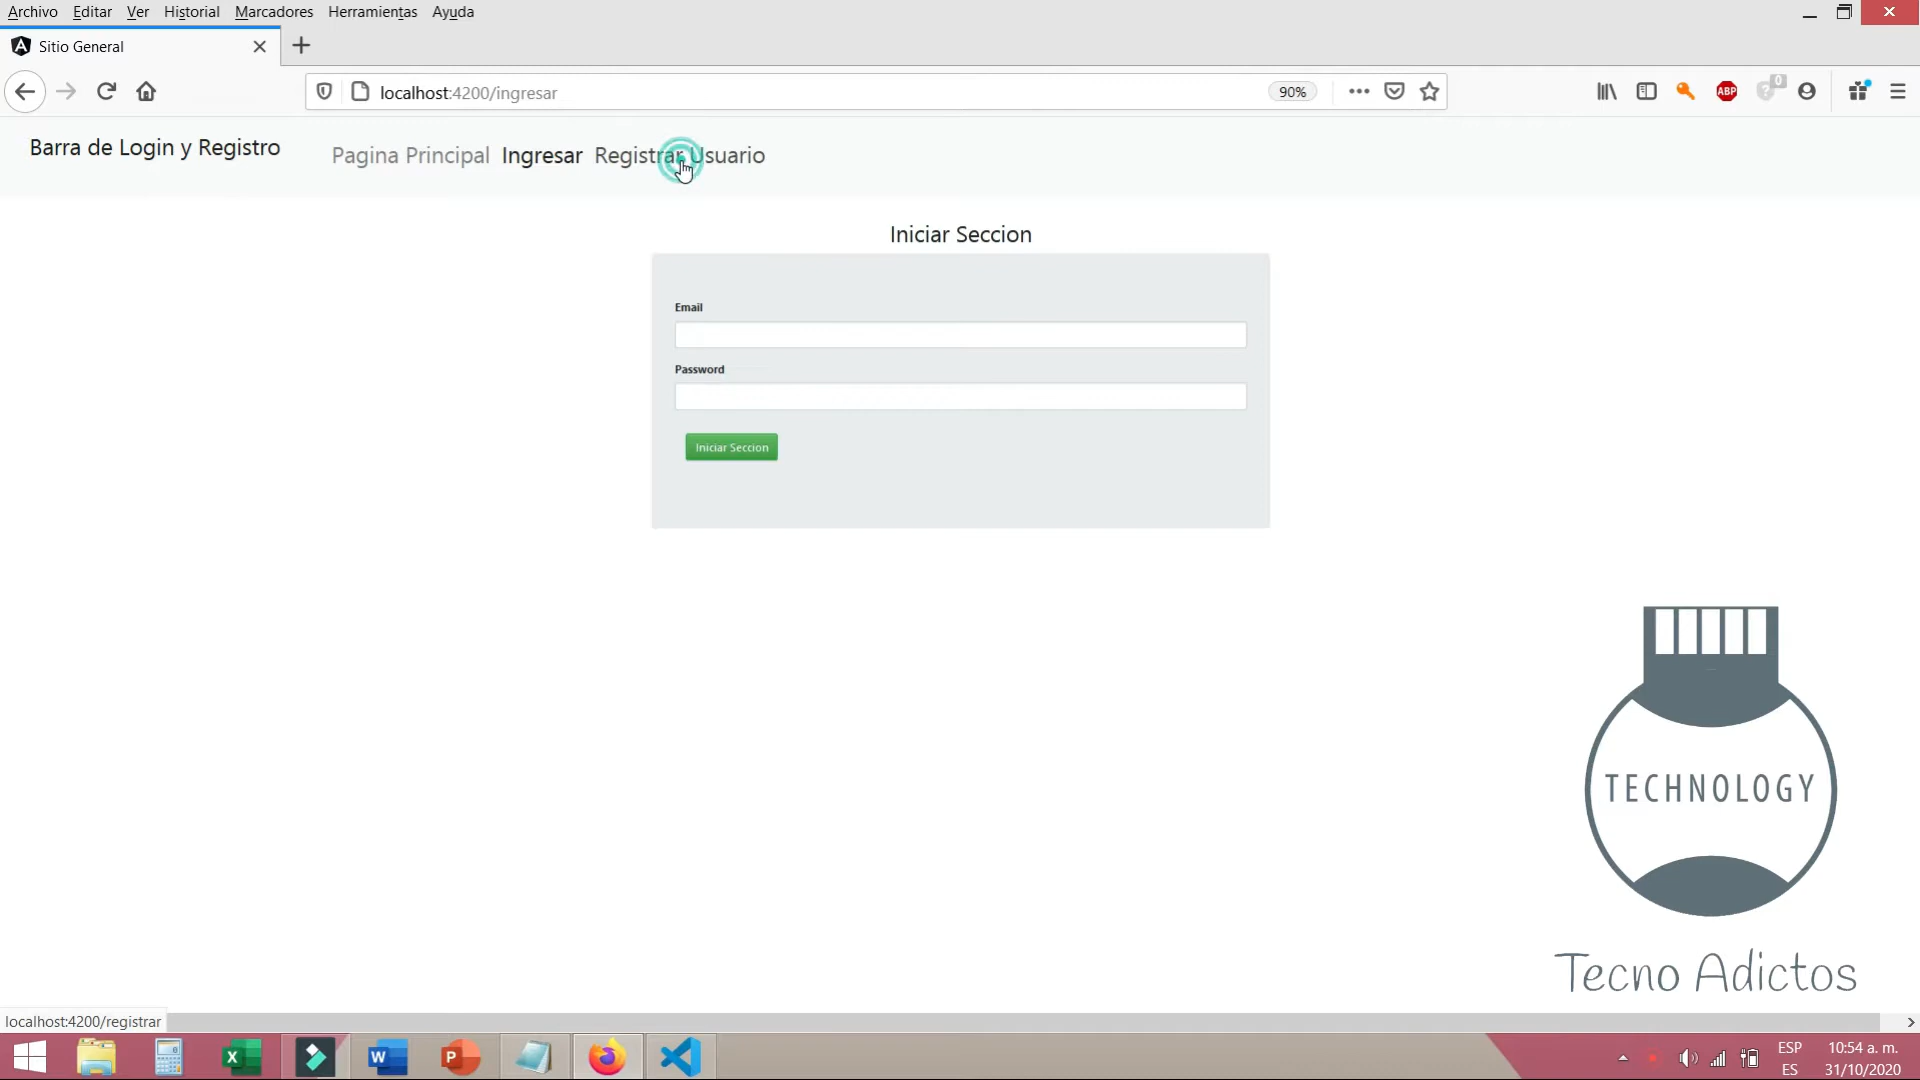 Archivo Editar Ver Historial Marcadores Herramientas Ayuda
Sitio General
localhost:4200/ingresar
90%
ABP
0
Barra de Login y Registro
Pagina Principal Ingresar Registrar Usuario
Iniciar Seccion
Email
Password
Iniciar Seccion
TECHNOLOGY
Tecno Adictos
localhost:4200/registrar
ESP
ES
10:54 a. m.
31/10/2020